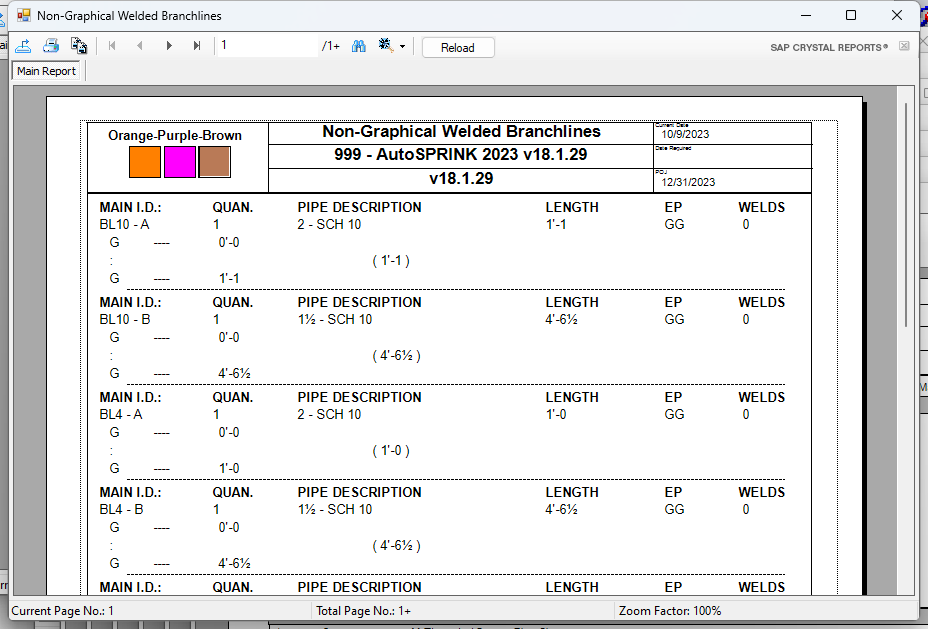 Non-Graphical Welded Branchlines
1 /1+ Reload SAP CRYSTAL REPORTS®
Main Report
Orange-Purple-Brown
Non-Graphical Welded Branchlines
999 - AutoSPRINK 2023 v18.1.29
v18.1.29
Current Date
10/9/2023
Date Required
12/31/2023
MAIN I.D.: QUAN. PIPE DESCRIPTION LENGTH EP WELDS
BL10 - A 1 2 - SCH 10 1'-1 GG 0
G ---- 0'-0
: ( 1'-1 )
G ---- 1'-1
MAIN I.D.: QUAN. PIPE DESCRIPTION LENGTH EP WELDS
BL10 - B 1 1½ - SCH 10 4'-6½ GG 0
G ---- 0'-0
: ( 4'-6½ )
G ---- 4'-6½
MAIN I.D.: QUAN. PIPE DESCRIPTION LENGTH EP WELDS
BL4 - A 1 2 - SCH 10 1'-0 GG 0
G ---- 0'-0
: ( 1'-0 )
G ---- 1'-0
MAIN I.D.: QUAN. PIPE DESCRIPTION LENGTH EP WELDS
BL4 - B 1 1½ - SCH 10 4'-6½ GG 0
G ---- 0'-0
: ( 4'-6½ )
G ---- 4'-6½
MAIN I.D.: QUAN. PIPE DESCRIPTION LENGTH EP WELDS
Current Page No.: 1 Total Page No.: 1+ Zoom Factor: 100%